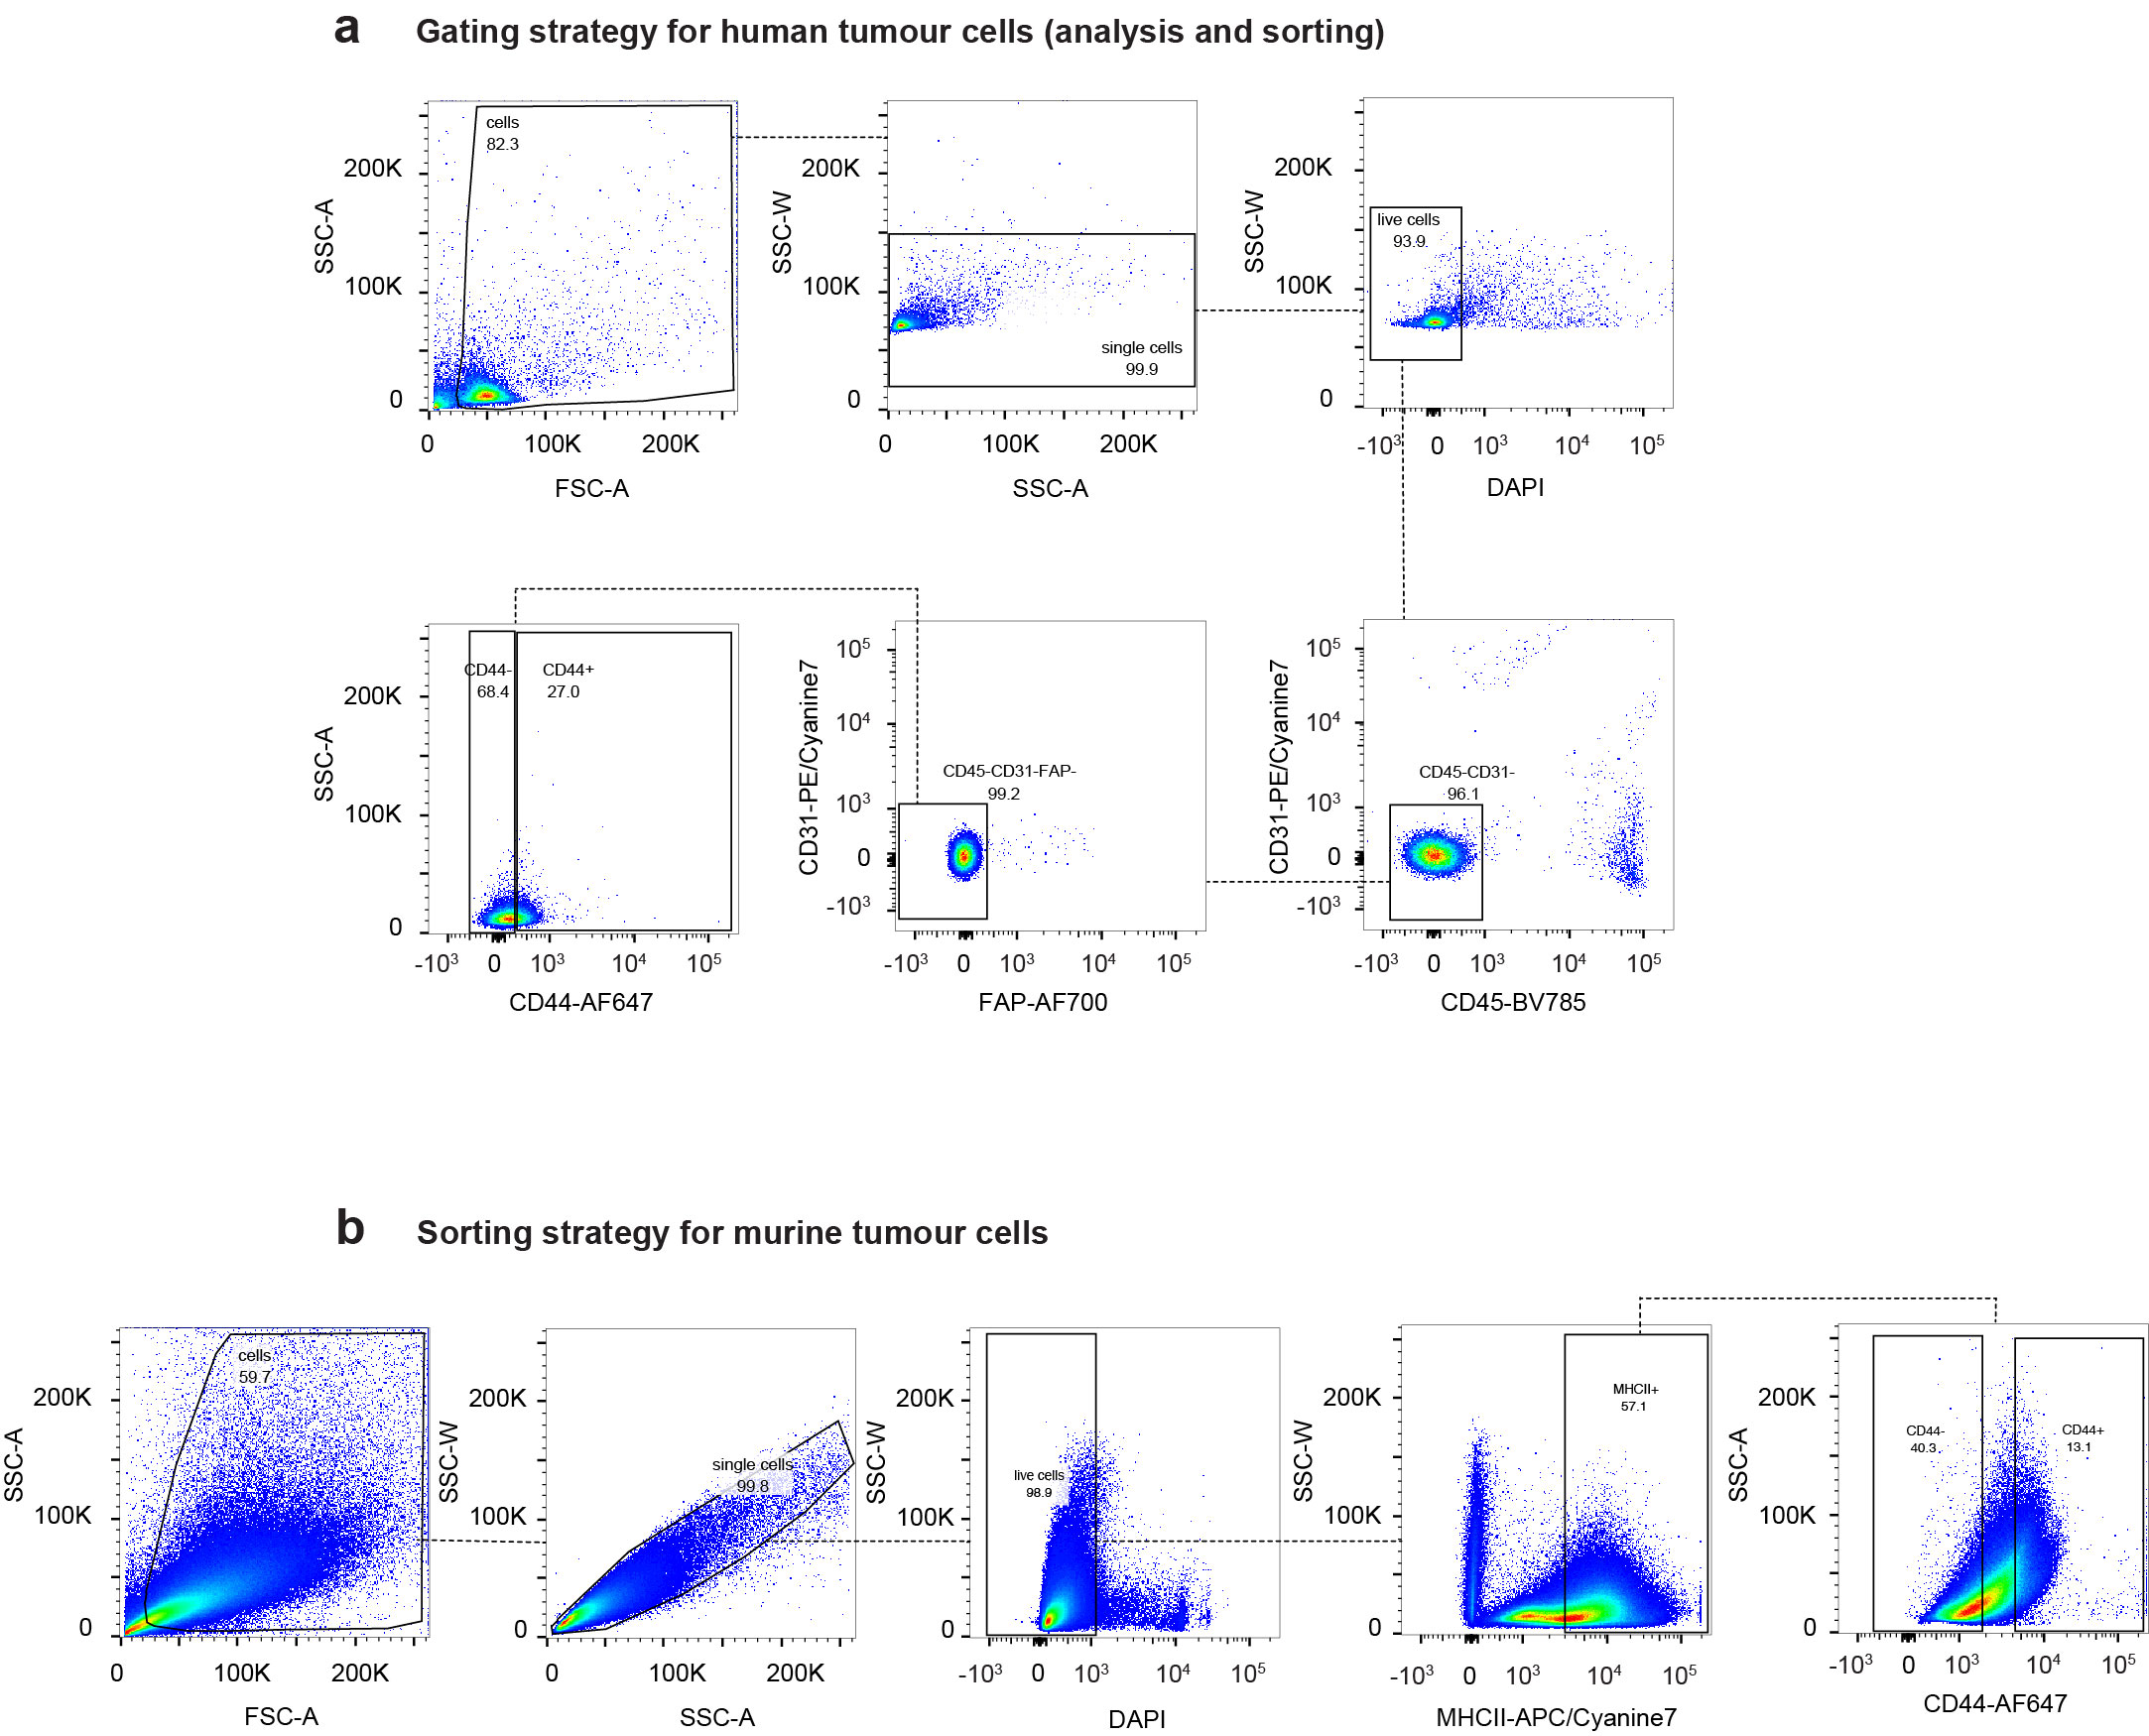 a Gating strategy for human tumour cells (analysis and sorting)
cells
82.3
200K
100K
0
SSC-A
0 100K 200K
FSC-A
single cells
99.9
200K
100K
0
SSC-W
0 100K 200K
SSC-A
live cells
93.9
200K
100K
0
SSC-W
-10³ 0 10³ 10⁴ 10⁵
DAPI
CD44-
68.4
CD44+
27.0
200K
100K
0
SSC-A
-10³ 0 10³ 10⁴ 10⁵
CD44-AF647
CD45-CD31-FAP-
99.2
10⁵
10⁴
10³
0
-10³
CD31-PE/Cyanine7
-10³ 0 10³ 10⁴ 10⁵
FAP-AF700
CD45-CD31-
96.1
10⁵
10⁴
10³
0
-10³
CD31-PE/Cyanine7
-10³ 0 10³ 10⁴ 10⁵
CD45-BV785
b Sorting strategy for murine tumour cells
cells
59.7
200K
100K
0
SSC-A
0 100K 200K
FSC-A
single cells
99.8
200K
100K
0
SSC-W
0 100K 200K
SSC-A
live cells
98.9
200K
100K
0
SSC-W
-10³ 0 10³ 10⁴ 10⁵
DAPI
MHCII+
57.1
200K
100K
0
SSC-W
-10³ 0 10³ 10⁴ 10⁵
MHCII-APC/Cyanine7
CD44-
40.3
CD44+
13.1
200K
100K
0
SSC-A
-10³ 0 10³ 10⁴ 10⁵
CD44-AF647